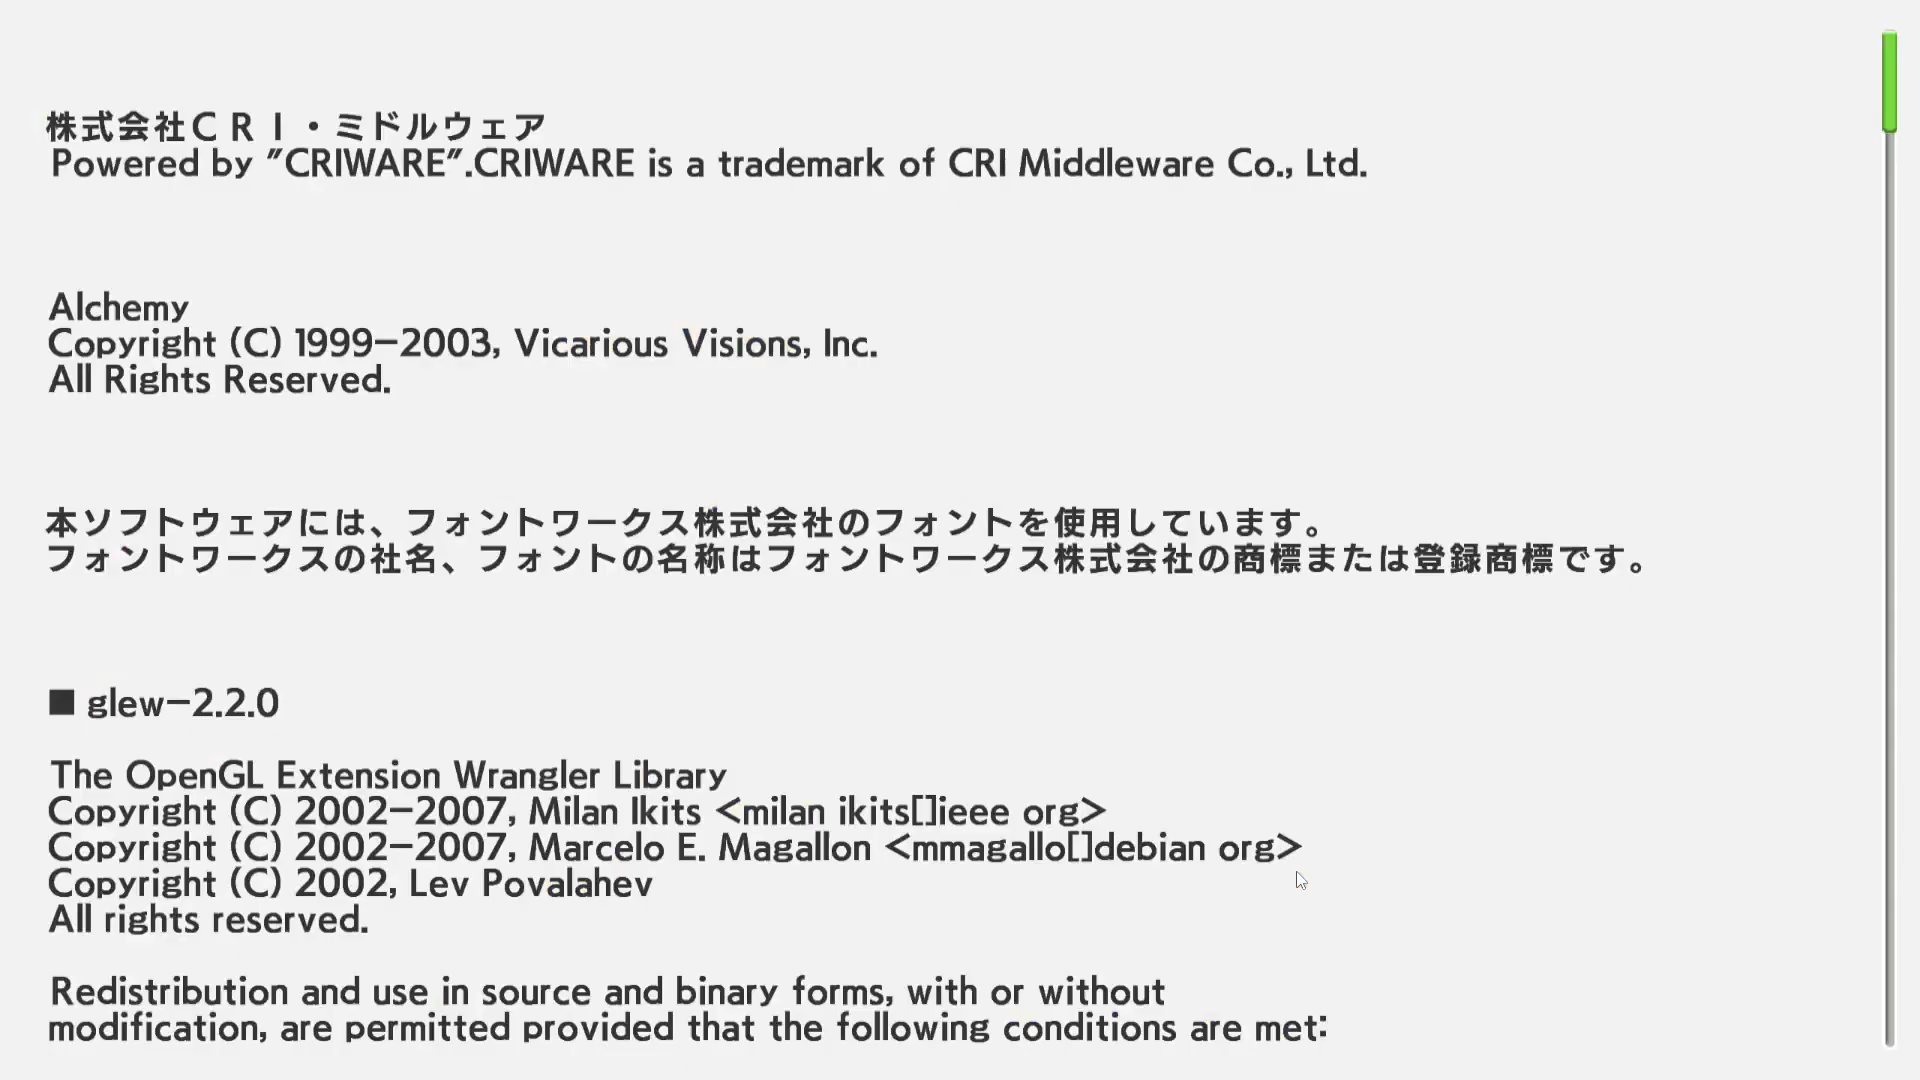 株式会社ＣＲＩ・ミドルウェア
Powered by "CRIWARE".CRIWARE is a trademark of CRI Middleware Co., Ltd.
Alchemy
Copyright (C) 1999-2003, Vicarious Visions, Inc.
All Rights Reserved.
本ソフトウェアには、フォントワークス株式会社のフォントを使用しています。
フォントワークスの社名、フォントの名称はフォントワークス株式会社の商標または登録商標です。
■ glew-2.2.0
The OpenGL Extension Wrangler Library
Copyright (C) 2002-2007, Milan Ikits <milan ikits[]ieee org>
Copyright (C) 2002-2007, Marcelo E. Magallon <mmagallo[]debian org>
Copyright (C) 2002, Lev Povalahev
All rights reserved.
Redistribution and use in source and binary forms, with or without
modification, are permitted provided that the following conditions are met: